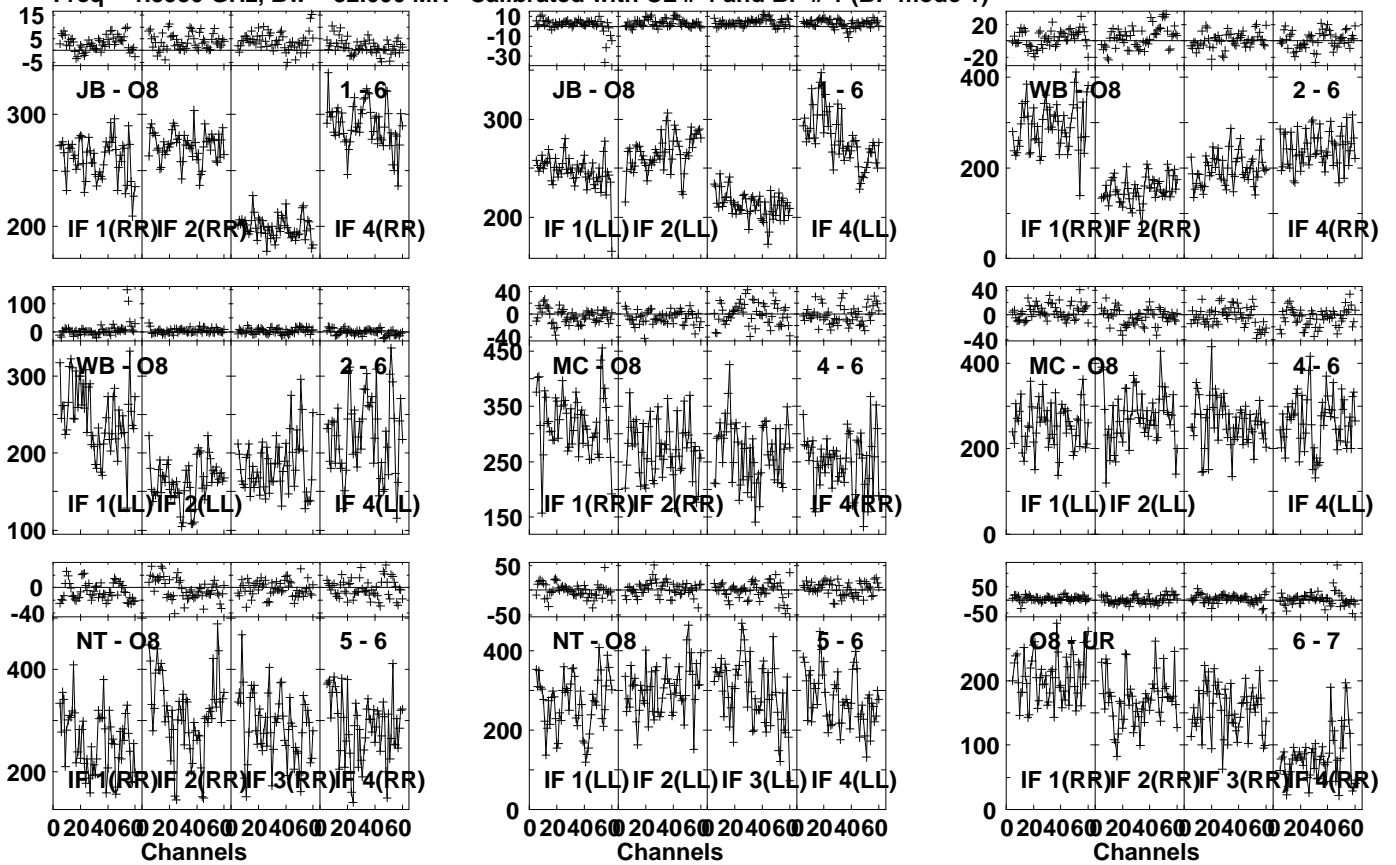 Freq GHz, Calibrated with and mode
15
5
-5
JB - O8
1 - 6
300
200
IF 1(RR)
IF 2(RR)
IF 4(RR)
10
-10
-30
JB - O8
1 - 6
300
200
IF 1(LL)
IF 2(LL)
IF 4(LL)
20
0
-20
WB - O8
2 - 6
400
200
0
IF 1(RR)
IF 2(RR)
IF 4(RR)
100
0
WB - O8
2 - 6
300
200
100
IF 1(LL)
IF 2(LL)
IF 4(LL)
40
0
-40
MC - O8
4 - 6
450
350
250
150
IF 1(RR)
IF 2(RR)
IF 4(RR)
40
0
-40
MC - O8
4 - 6
400
200
0
IF 1(LL)
IF 2(LL)
IF 4(LL)
0
-40
NT - O8
5 - 6
400
200
IF 1(RR)
IF 2(RR)
IF 3(RR)
IF 4(RR)
0 204060 0 204060 0 204060 0 204060
Channels
50
0
-50
NT - O8
5 - 6
400
200
0
IF 1(LL)
IF 2(LL)
IF 3(LL)
IF 4(LL)
0 204060 0 204060 0 204060 0 204060
Channels
50
-50
O8 - UR
6 - 7
200
100
0
IF 1(RR)
IF 2(RR)
IF 3(RR)
IF 4(RR)
0 204060 0 204060 0 204060 0 204060
Channels